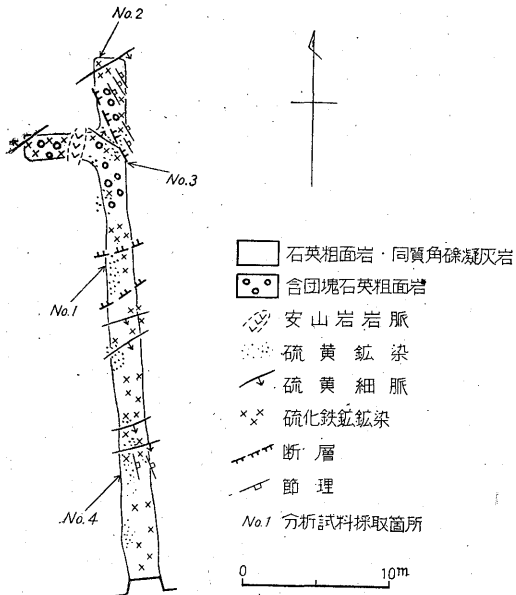 No.2
No.3
No.1
No.4
石英粗面岩・同質角礫凝灰岩
含団塊石英粗面岩
安山岩岩脈
硫黄鉱染
硫黄細脈
硫化鉄鉱鉱染
断層
節理
No.1 分析試料採取箇所
0 10m